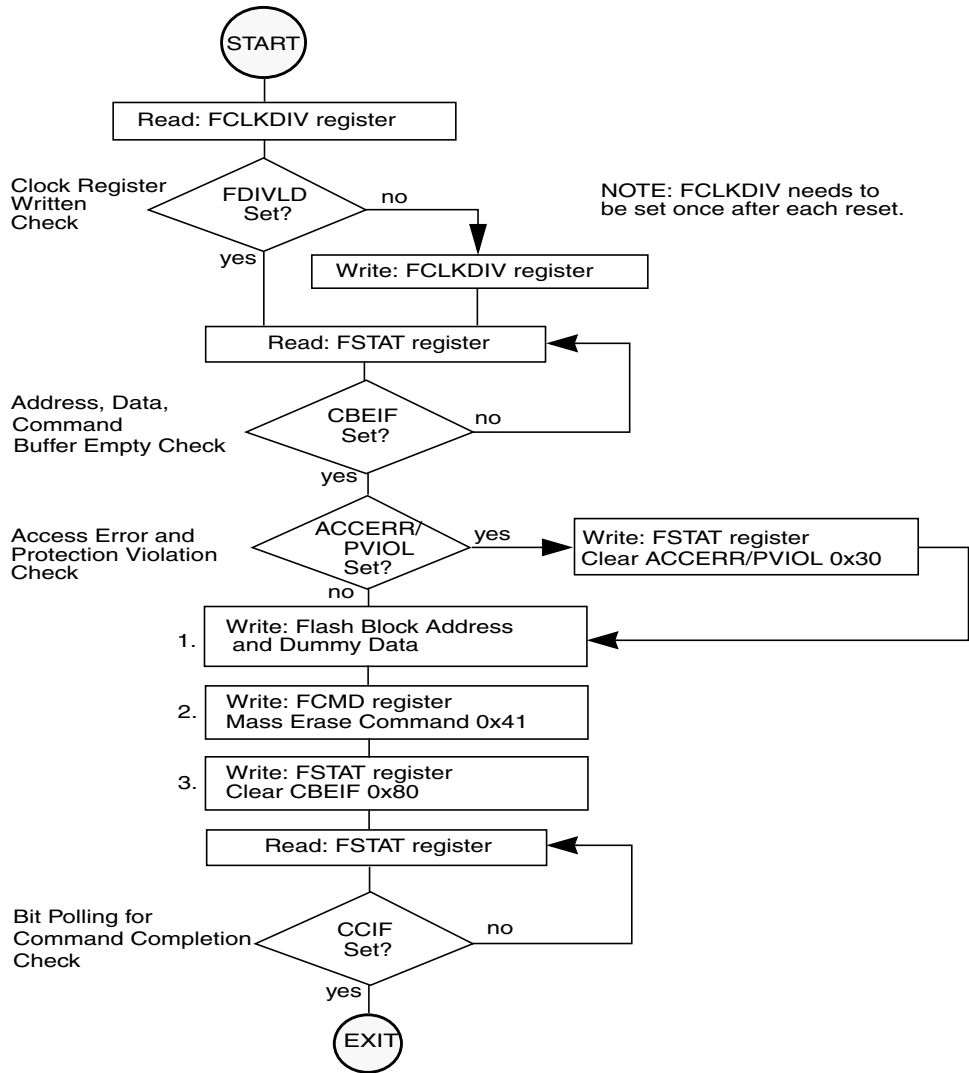 START
Read: FCLKDIV register
Clock Register
Written
Check
FDIVLD
Set?
no
yes
NOTE: FCLKDIV needs to
be set once after each reset.
Write: FCLKDIV register
Read: FSTAT register
Address, Data,
Command
Buffer Empty Check
CBEIF
Set?
no
yes
Access Error and
Protection Violation
Check
ACCERR/
PVIOL
Set?
yes
no
Write: FSTAT register
Clear ACCERR/PVIOL 0x30
1.
Write: Flash Block Address
and Dummy Data
2.
Write: FCMD register
Mass Erase Command 0x41
3.
Write: FSTAT register
Clear CBEIF 0x80
Read: FSTAT register
Bit Polling for
Command Completion
Check
CCIF
Set?
no
yes
EXIT